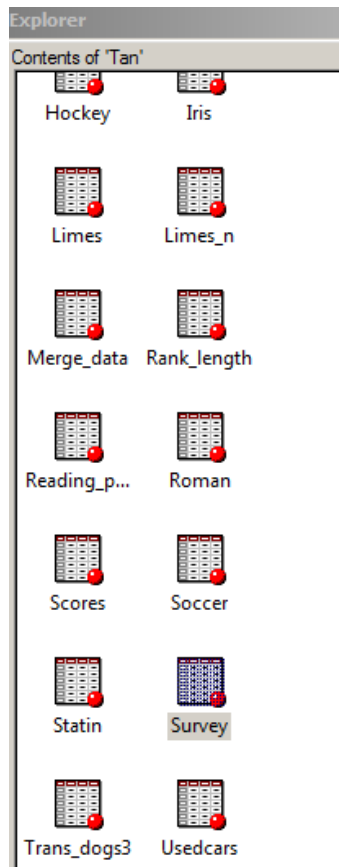 Explorer
Contents of 'Tan'
Hockey Iris
Limes Limes_n
Merge_data Rank_length
Reading_p... Roman
Scores Soccer
Statin Survey
Trans_dogs3 Usedcars